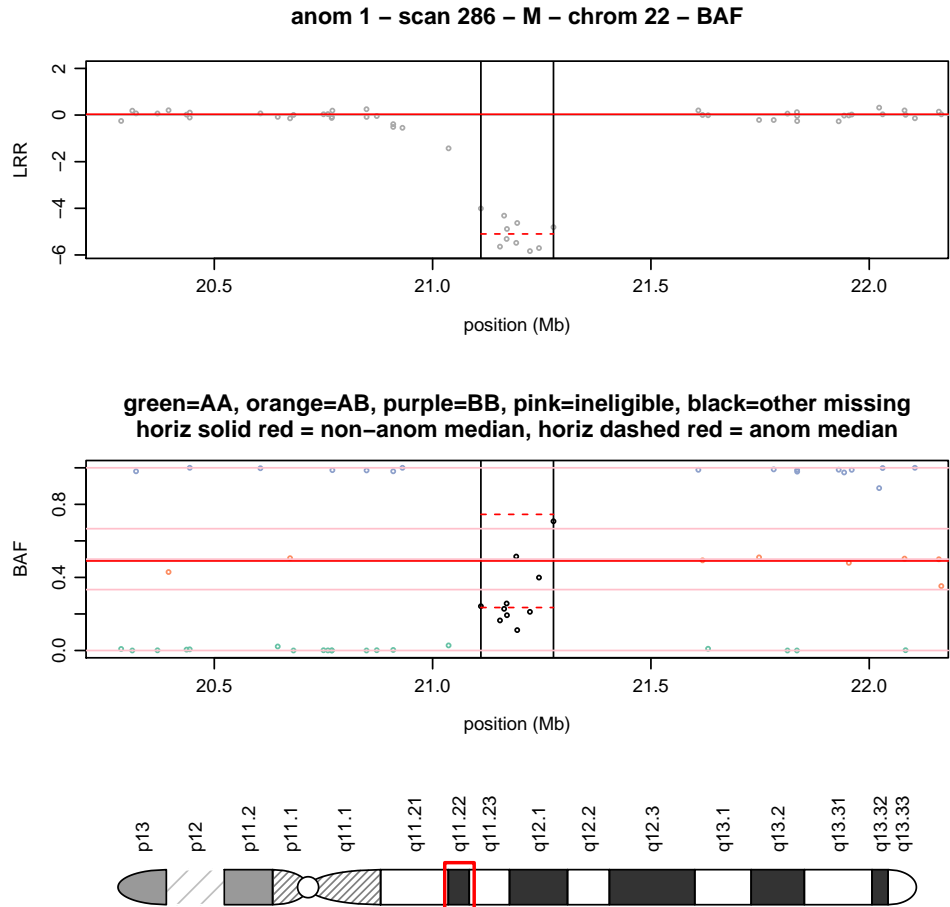 anom 1 – scan 286 – M – chrom 22 – BAF
2
0
−2
−4
−6
LRR
20.5 21.0 21.5 22.0
position (Mb)
green=AA, orange=AB, purple=BB, pink=ineligible, black=other missing
horiz solid red = non−anom median, horiz dashed red = anom median
0.8
0.4
0.0
BAF
20.5 21.0 21.5 22.0
position (Mb)
p13 p12 p11.2 p11.1 q11.1 q11.21 q11.22 q11.23 q12.1 q12.2 q12.3 q13.1 q13.2 q13.31 q13.32 q13.33